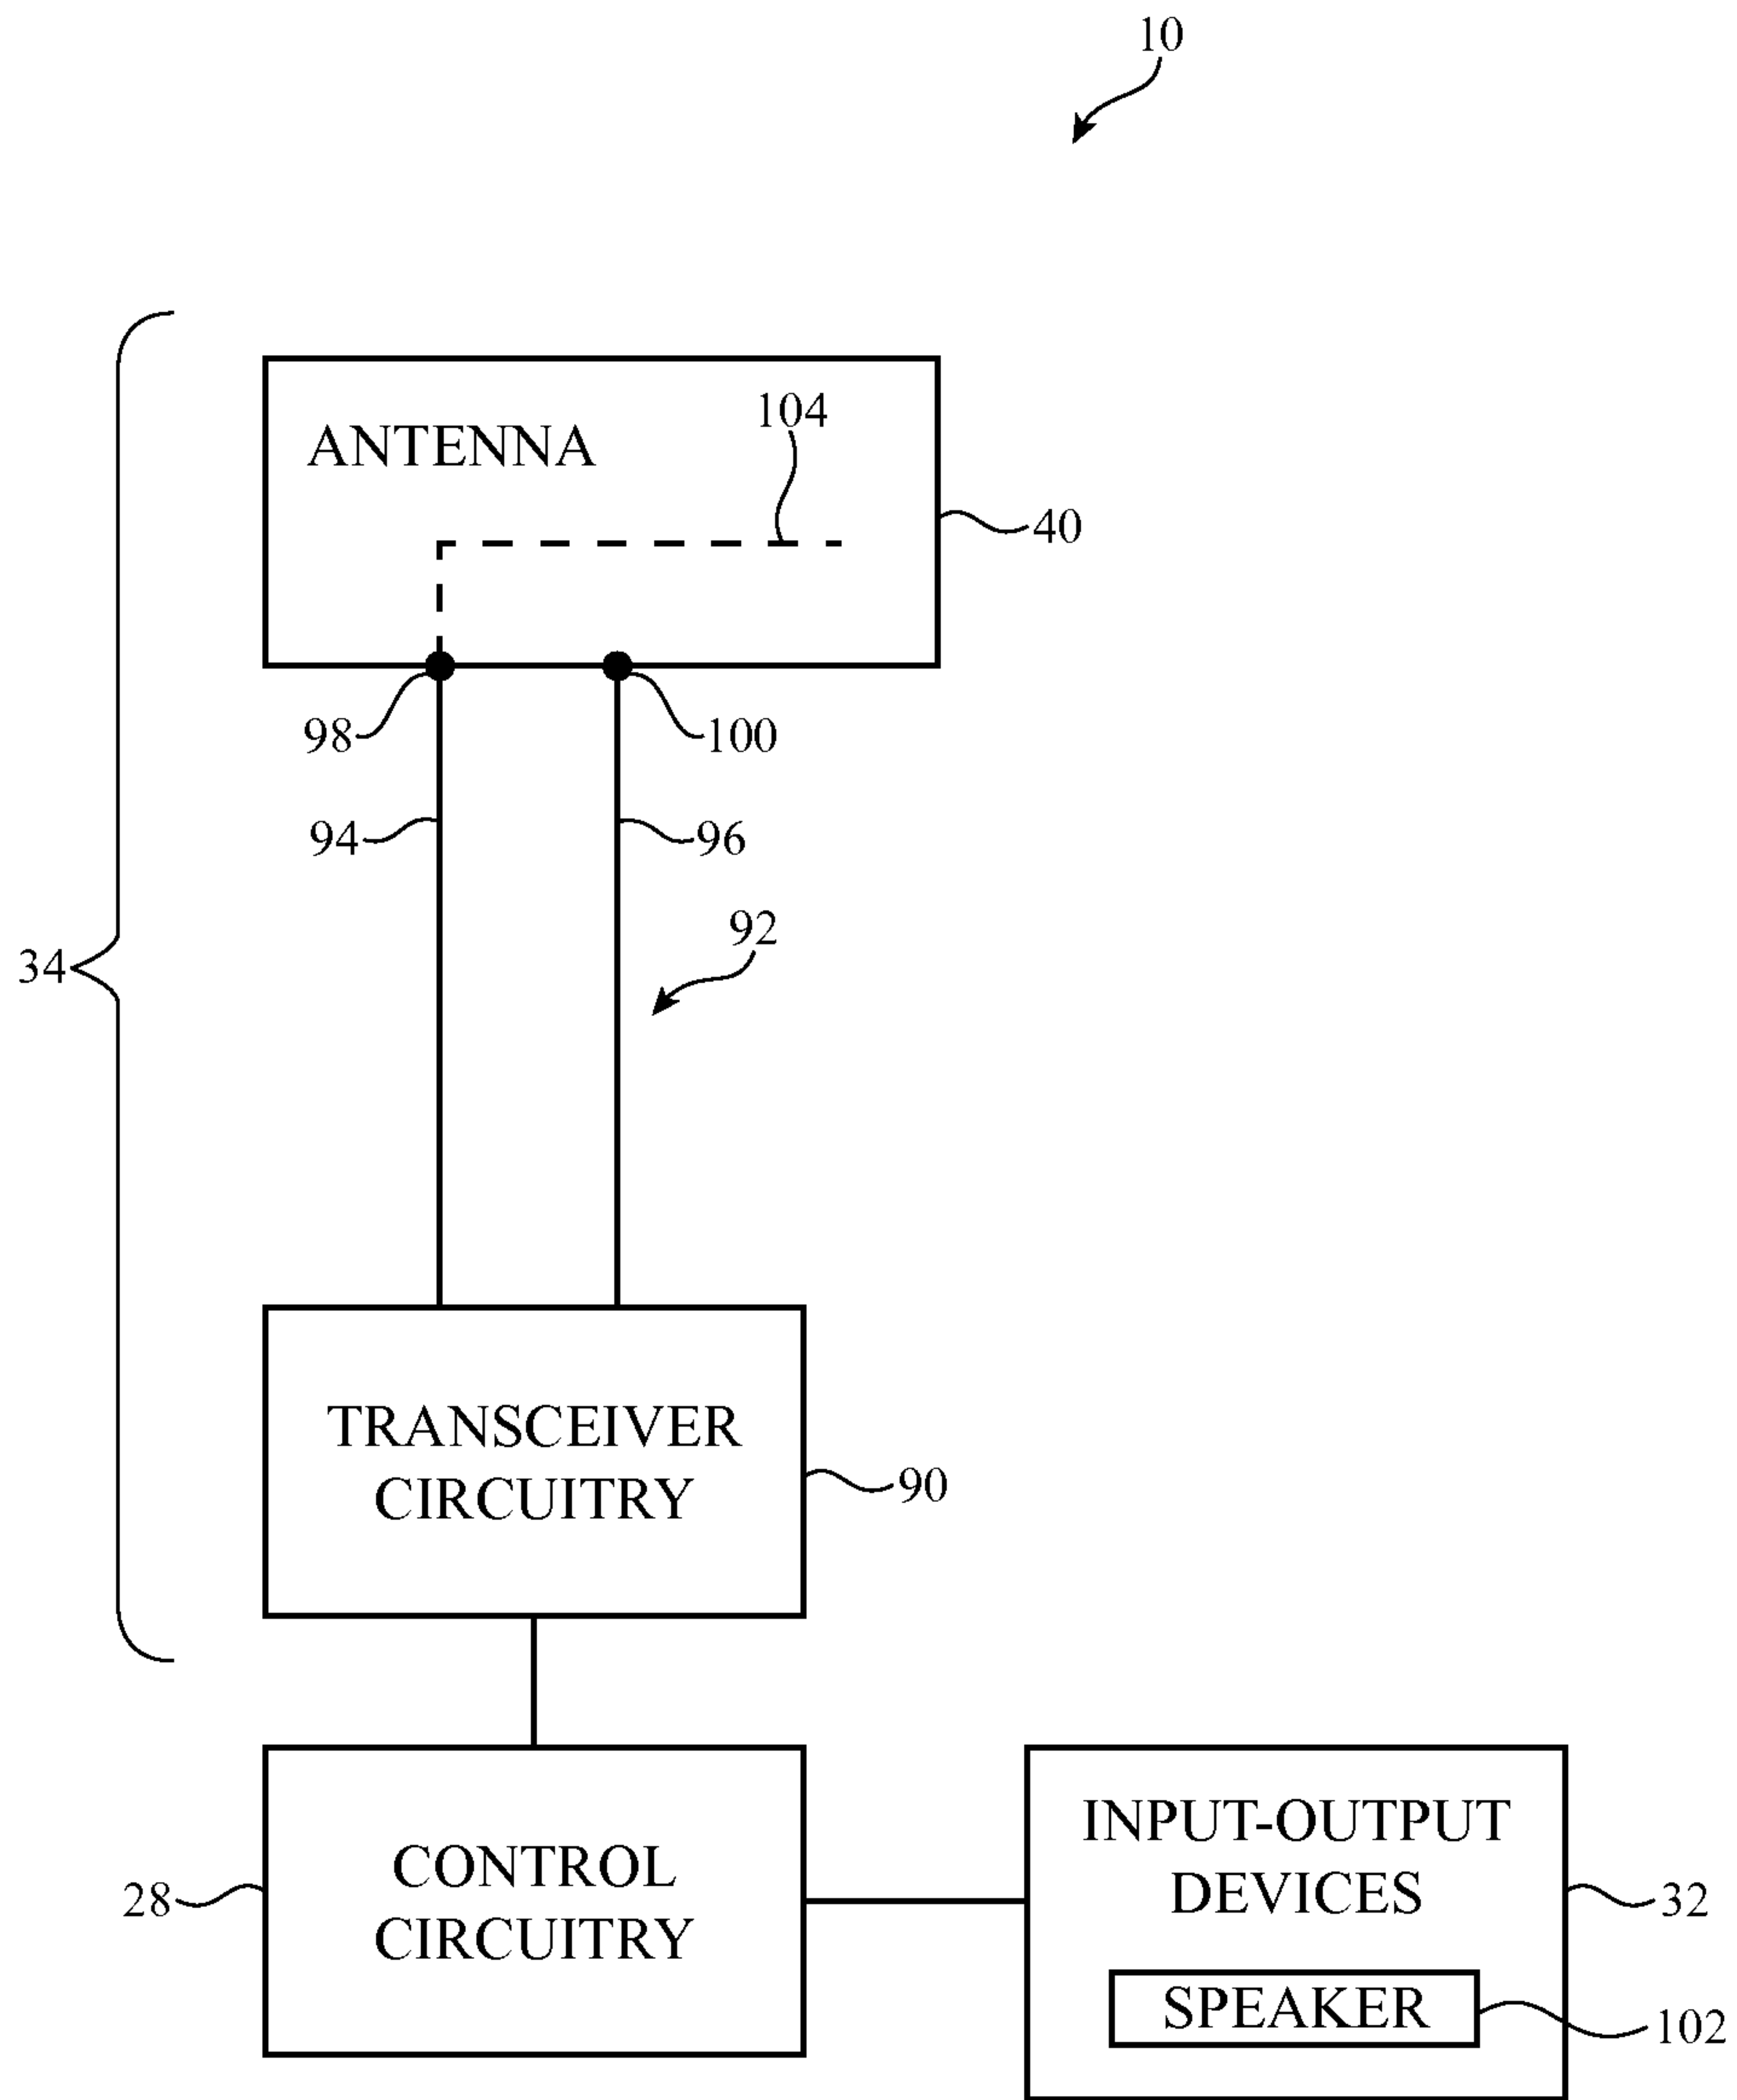 10
ANTENNA
104
40
98
100
94
96
92
34
TRANSCEIVER
CIRCUITRY
90
CONTROL
CIRCUITRY
28
INPUT-OUTPUT
DEVICES
32
SPEAKER
102